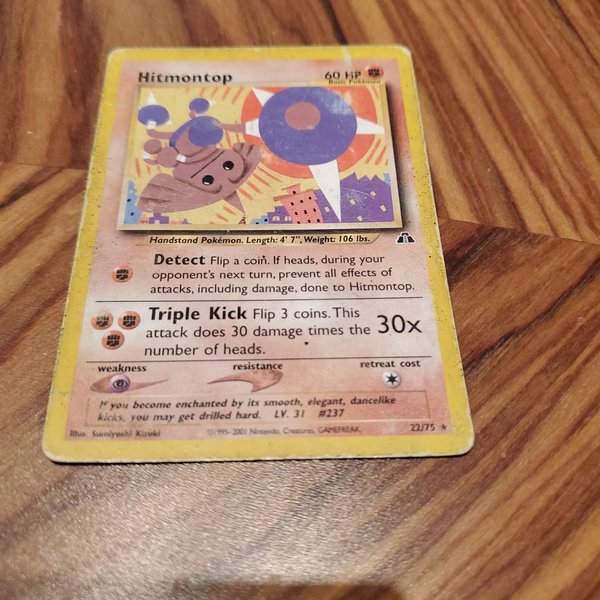 Hitmontop 60 HP
Basic Pokémon
Handstand Pokémon. Length: 4' 7", Weight: 106 lbs.
Detect Flip a coin. If heads, during your
opponent's next turn, prevent all effects of
attacks, including damage, done to Hitmontop.
Triple Kick Flip 3 coins. This
attack does 30 damage times the 30x
number of heads.
weakness resistance retreat cost
If you become enchanted by its smooth, elegant, dancelike
kicks, you may get drilled hard. LV. 31 #237
Illus. Sumiyoshi Kizuki ©1995-2001 Nintendo, Creatures, GAMEFREAK. 22/75 ★